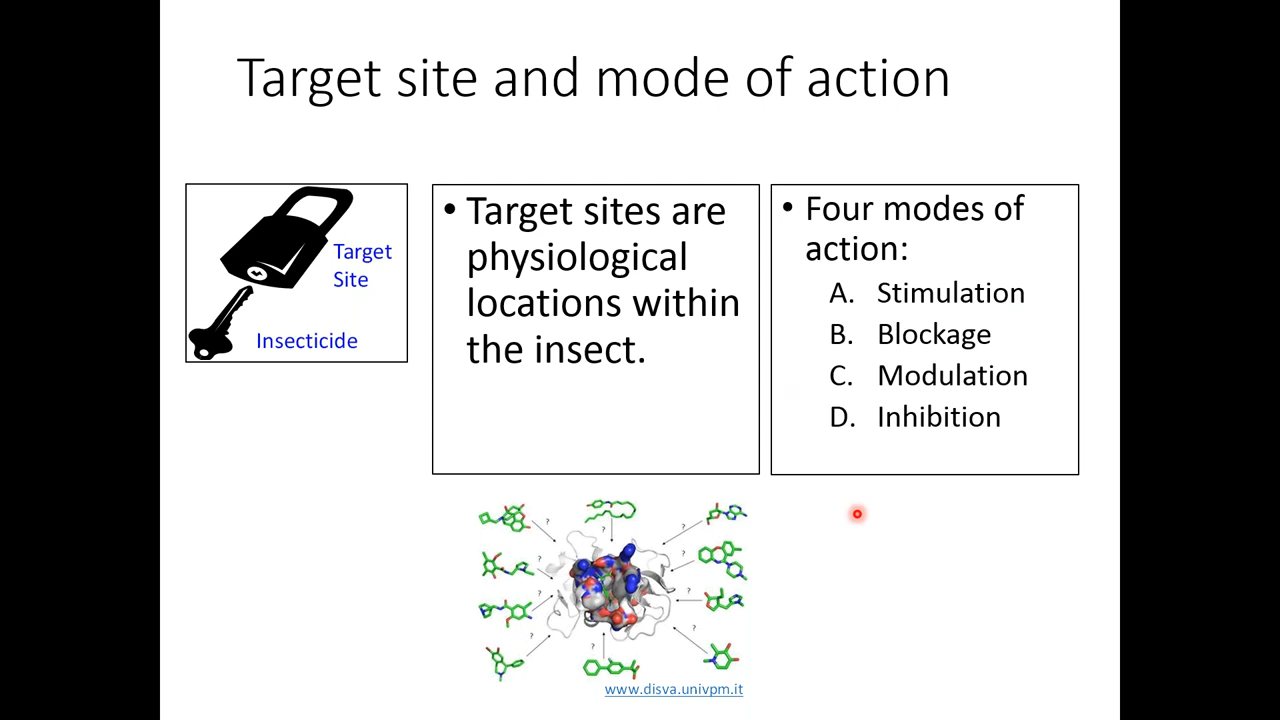 Target site and mode of action
Target
Site
Insecticide
• Target sites are
physiological
locations within
the insect.
• Four modes of
action:
A. Stimulation
B. Blockage
C. Modulation
D. Inhibition
?
?
?
?
?
?
?
?
?
?
www.disva.univpm.it